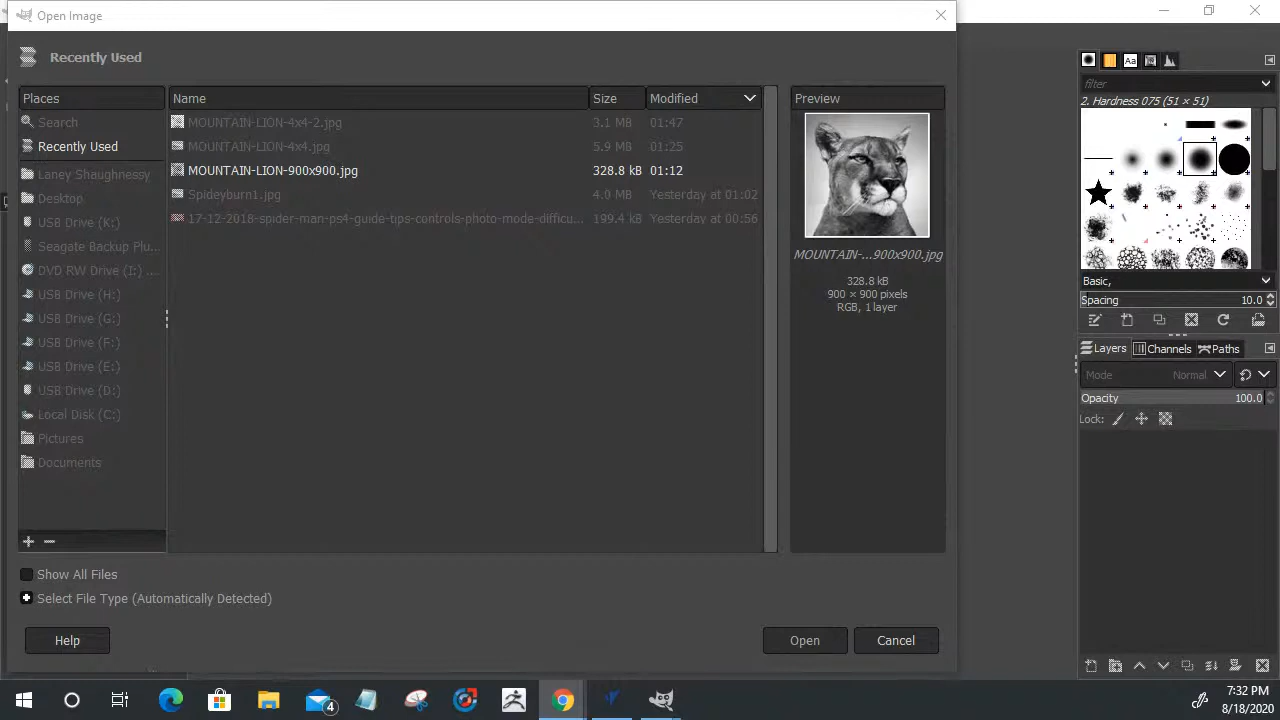 Open Image
Recently Used
Places
Search
Recently Used
Laney Shaughnessy
Desktop
USB Drive (K:)
Seagate Backup Plu...
DVD RW Drive (I:) ...
USB Drive (H:)
USB Drive (G:)
USB Drive (F:)
USB Drive (E:)
USB Drive (D:)
Local Disk (C:)
Pictures
Documents
Name Size Modified
MOUNTAIN-LION-4x4-2.jpg 3.1 MB 01:47
MOUNTAIN-LION-4x4.jpg 5.9 MB 01:25
MOUNTAIN-LION-900x900.jpg 328.8 kB 01:12
Spideyburn1.jpg 4.0 MB Yesterday at 01:02
17-12-2018-spider-man-ps4-guide-tips-controls-photo-mode-difficu... 199.4 kB Yesterday at 00:56
Preview
MOUNTAIN-...900x900.jpg
328.8 kB
900 × 900 pixels
RGB, 1 layer
Show All Files
Select File Type (Automatically Detected)
Help
Open
Cancel
Aa
filter
2. Hardness 075 (51 × 51)
Basic,
Spacing 10.0
Layers Channels Paths
Mode Normal
Opacity 100.0
Lock:
4
7:32 PM
8/18/2020